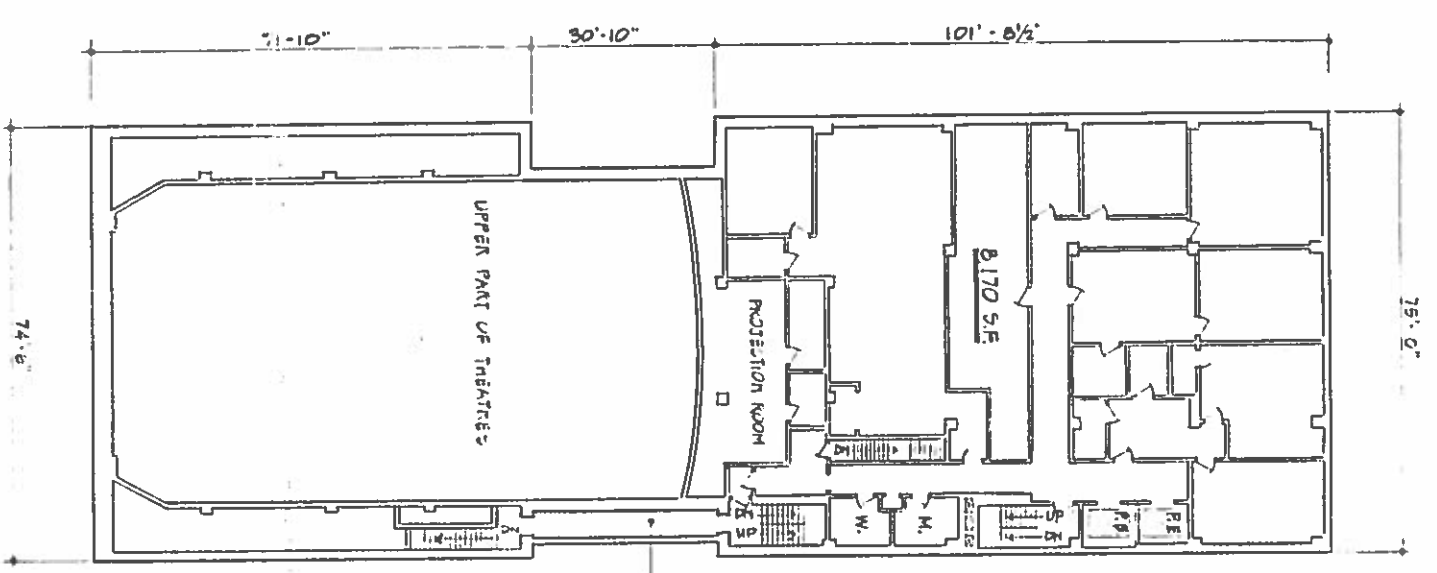 30'-10"
101'-8½"
74'-6"
75'-0"
UPPER PART OF THEATRES
PROJECTION ROOM
8,170 S.F.
UP
DN
W.
M.
UP
DN
P.E.
P.E.